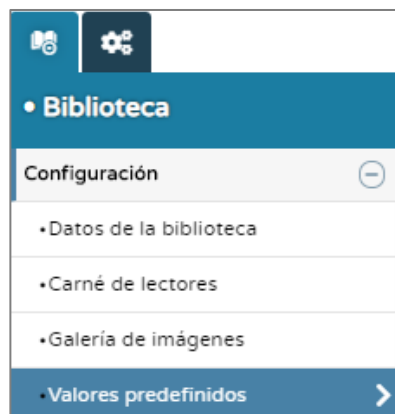 • Biblioteca
Configuración
•Datos de la biblioteca
•Carné de lectores
•Galería de imágenes
•Valores predefinidos